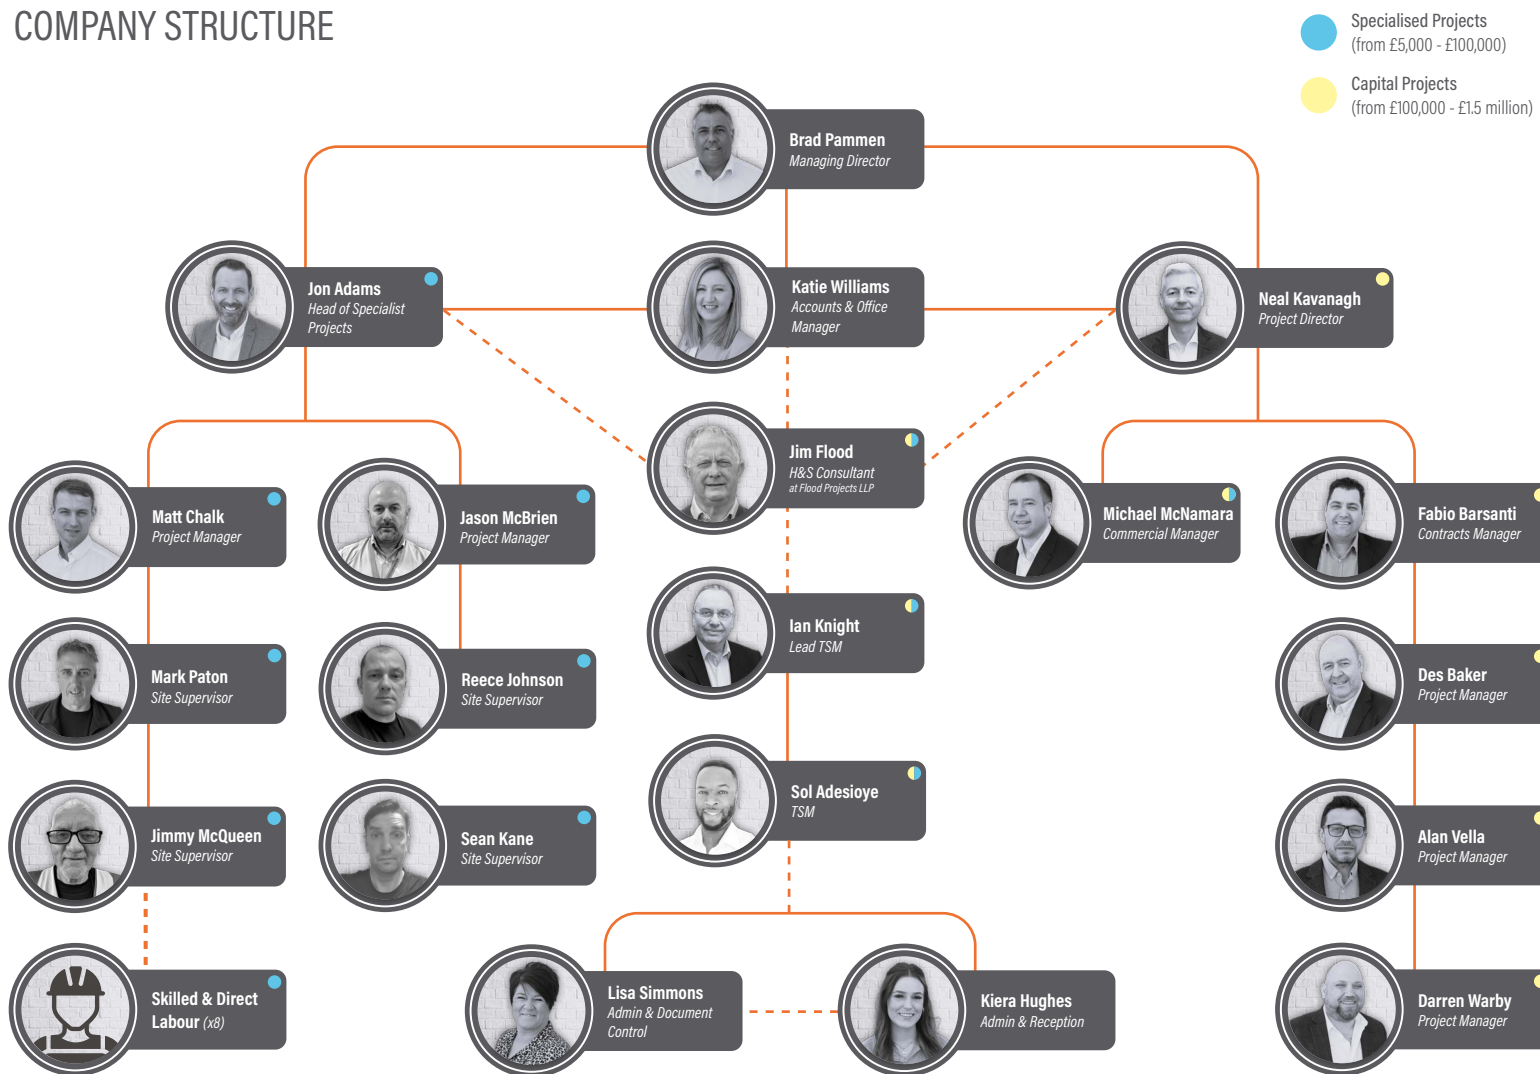 COMPANY STRUCTURE
Specialised Projects
(from £5,000 - £100,000)
Capital Projects
(from £100,000 - £1.5 million)
Brad Pammen
Managing Director
Jon Adams
Head of Specialist
Projects
Katie Williams
Accounts & Office
Manager
Neal Kavanagh
Project Director
Jim Flood
H&S Consultant
at Flood Projects LLP
Matt Chalk
Project Manager
Jason McBrien
Project Manager
Michael McNamara
Commercial Manager
Fabio Barsanti
Contracts Manager
Ian Knight
Lead TSM
Mark Paton
Site Supervisor
Reece Johnson
Site Supervisor
Des Baker
Project Manager
Sol Adesioye
TSM
Jimmy McQueen
Site Supervisor
Sean Kane
Site Supervisor
Alan Vella
Project Manager
Skilled & Direct
Labour (x8)
Lisa Simmons
Admin & Document
Control
Kiera Hughes
Admin & Reception
Darren Warby
Project Manager